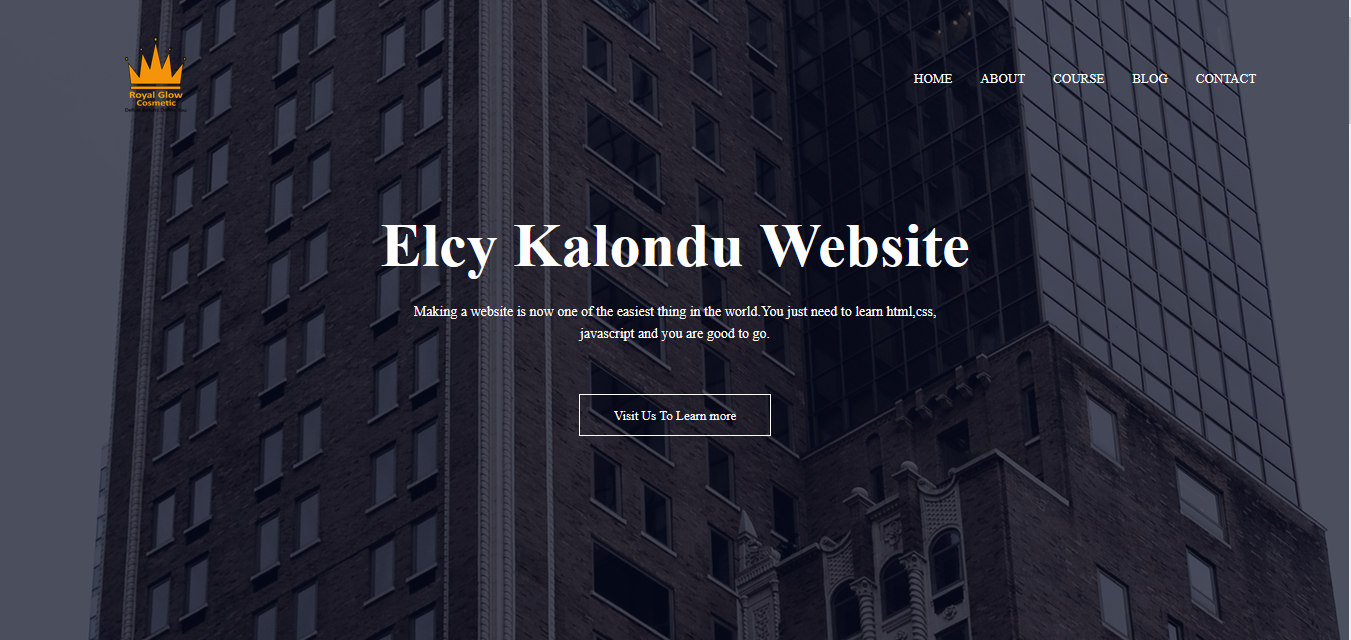 Royal Glow
Cosmetic
HOME ABOUT COURSE BLOG CONTACT
Elcy Kalondu Website
Making a website is now one of the easiest thing in the world.You just need to learn html,css,
javascript and you are good to go.
Visit Us To Learn more